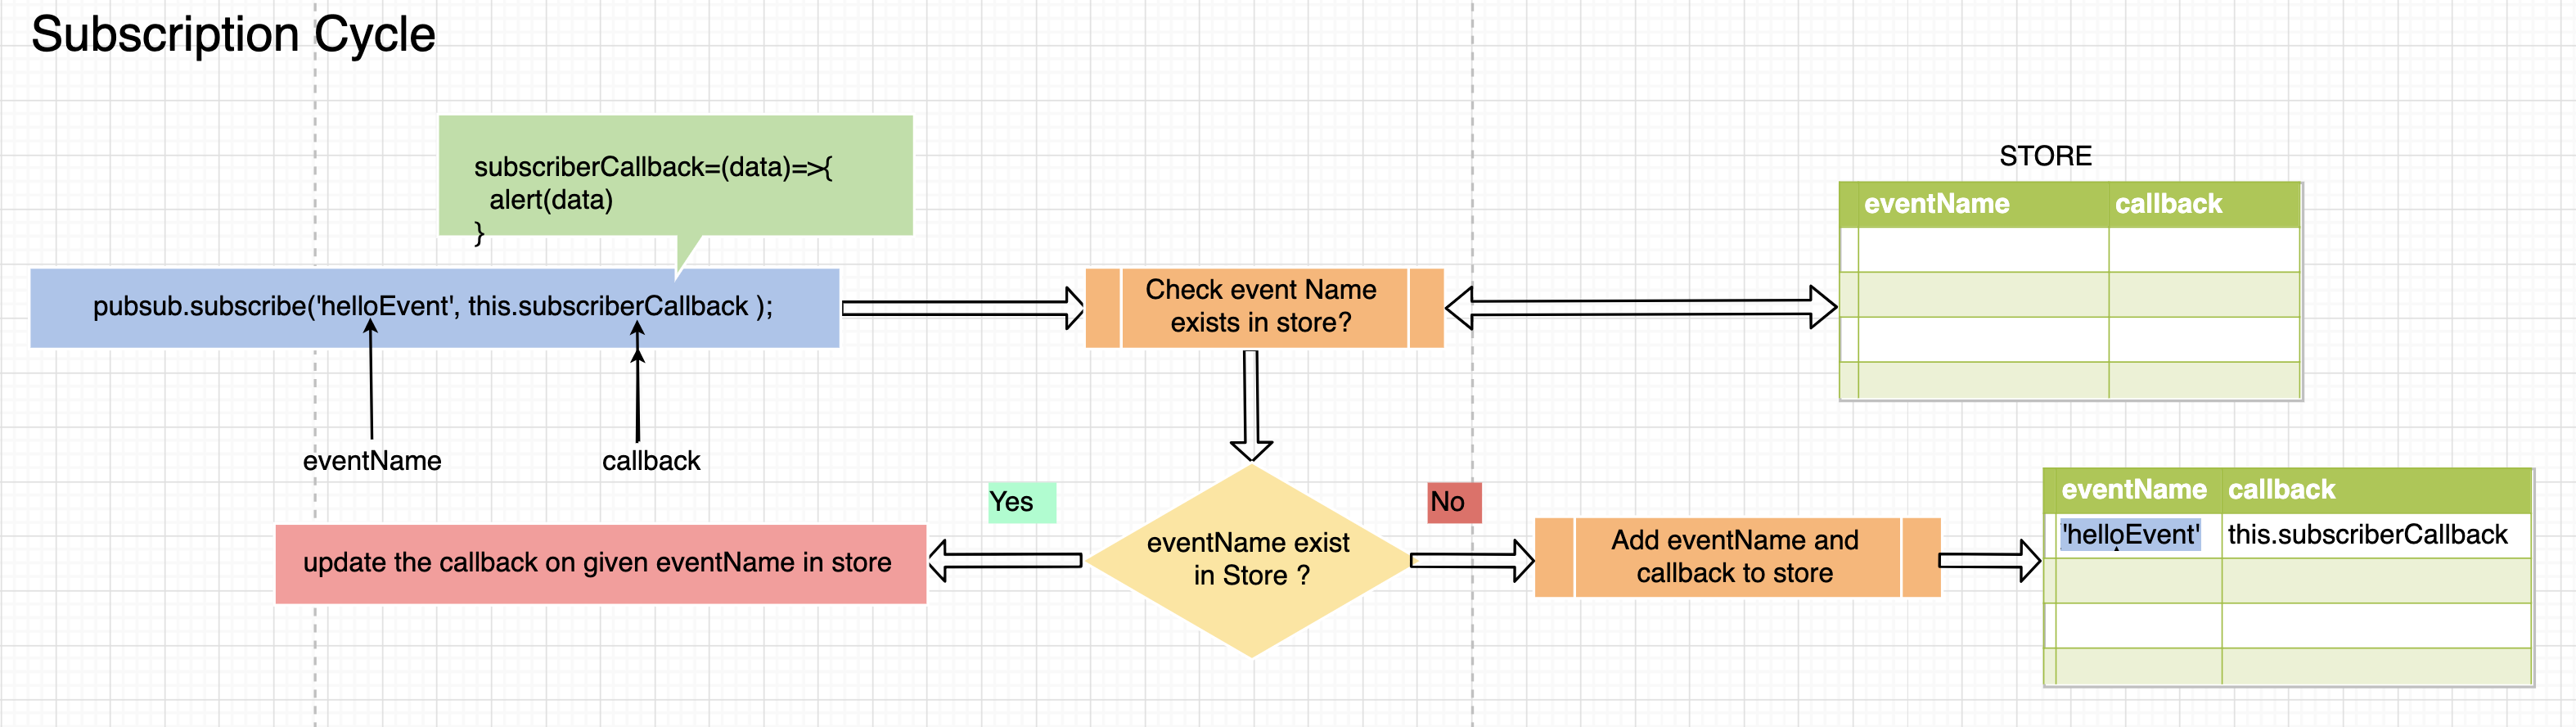 Subscription Cycle
subscriberCallback=(data)=>{
alert(data)
}
pubsub.subscribe('helloEvent', this.subscriberCallback );
eventName
callback
Check event Name
exists in store?
STORE
eventName callback
eventName exist
in Store ?
Yes
No
update the callback on given eventName in store
Add eventName and
callback to store
eventName callback
'helloEvent' this.subscriberCallback